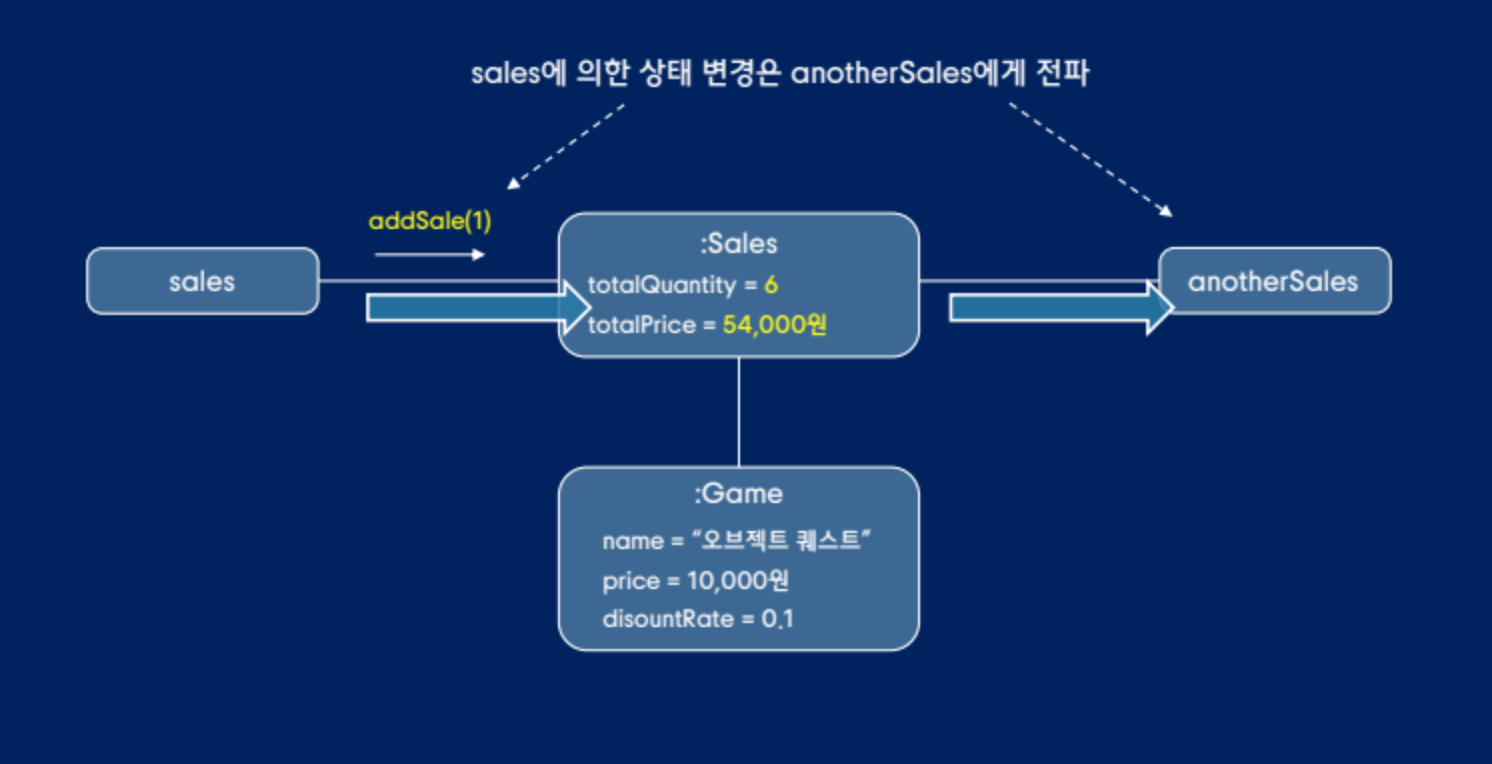 sales에 의한 상태 변경은 anotherSales에게 전파
addSale(1)
sales
:Sales
totalQuantity = 6
totalPrice = 54,000원
anotherSales
:Game
name = “오브젝트 퀘스트”
price = 10,000원
disountRate = 0.1